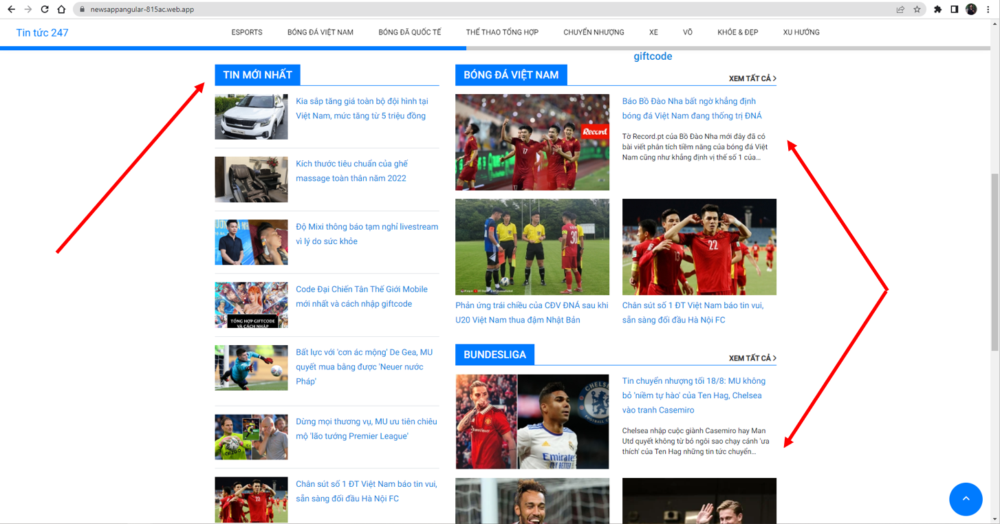 newsappangular-815ac.web.app
Tin tức 247
ESPORTS
BÓNG ĐÁ VIỆT NAM
BÓNG ĐÃ QUỐC TẾ
THỂ THAO TỔNG HỢP
CHUYỂN NHƯỢNG
XE
VÕ
KHỎE & ĐẸP
XU HƯỚNG
giftcode
TIN MỚI NHẤT
Kia sắp tăng giá toàn bộ đội hình tại
Việt Nam, mức tăng từ 5 triệu đồng
Kích thước tiêu chuẩn của ghế
massage toàn thân năm 2022
Độ Mixi thông báo tạm nghỉ livestream
vì lý do sức khỏe
Code Đại Chiến Tân Thế Giới Mobile
mới nhất và cách nhập giftcode
TỔNG HỢP GIFTCODE
VÀ CÁCH NHẬP
Bất lực với 'cơn ác mộng' De Gea, MU
quyết mua bằng được 'Neuer nước
Pháp'
Dừng mọi thương vụ, MU ưu tiên chiêu
mộ 'lão tướng Premier League'
Chân sút số 1 ĐT Việt Nam báo tin vui,
sẵn sàng đối đầu Hà Nội FC
BÓNG ĐÁ VIỆT NAM
XEM TẤT CẢ
Record
17
Báo Bồ Đào Nha bất ngờ khẳng định
bóng đá Việt Nam đang thống trị ĐNÁ
Tờ Record.pt của Bồ Đào Nha mới đây đã có
bài viết phân tích tiềm năng của bóng đá Việt
Nam cũng như khẳng định vị thế số 1 của...
30
22
Phản ứng trái chiều của CĐV ĐNÁ sau khi
U20 Việt Nam thua đậm Nhật Bản
Chân sút số 1 ĐT Việt Nam báo tin vui,
sẵn sàng đối đầu Hà Nội FC
BUNDESLIGA
XEM TẤT CẢ
CHELSEA
Emirates
FLY BETTER
Tin chuyển nhượng tối 18/8: MU không
bỏ 'niềm tự hào' của Ten Hag, Chelsea
vào tranh Casemiro
Chelsea nhập cuộc giành Casemiro hay Man
Utd quyết không từ bỏ ngôi sao chạy cánh 'ưa
thích' của Ten Hag những tin tức chuyển...